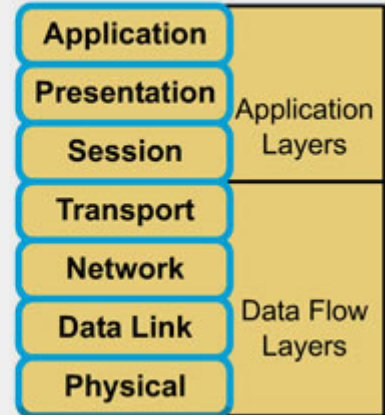 Application
Presentation
Session
Application
Layers
Transport
Network
Data Link
Physical
Data Flow
Layers